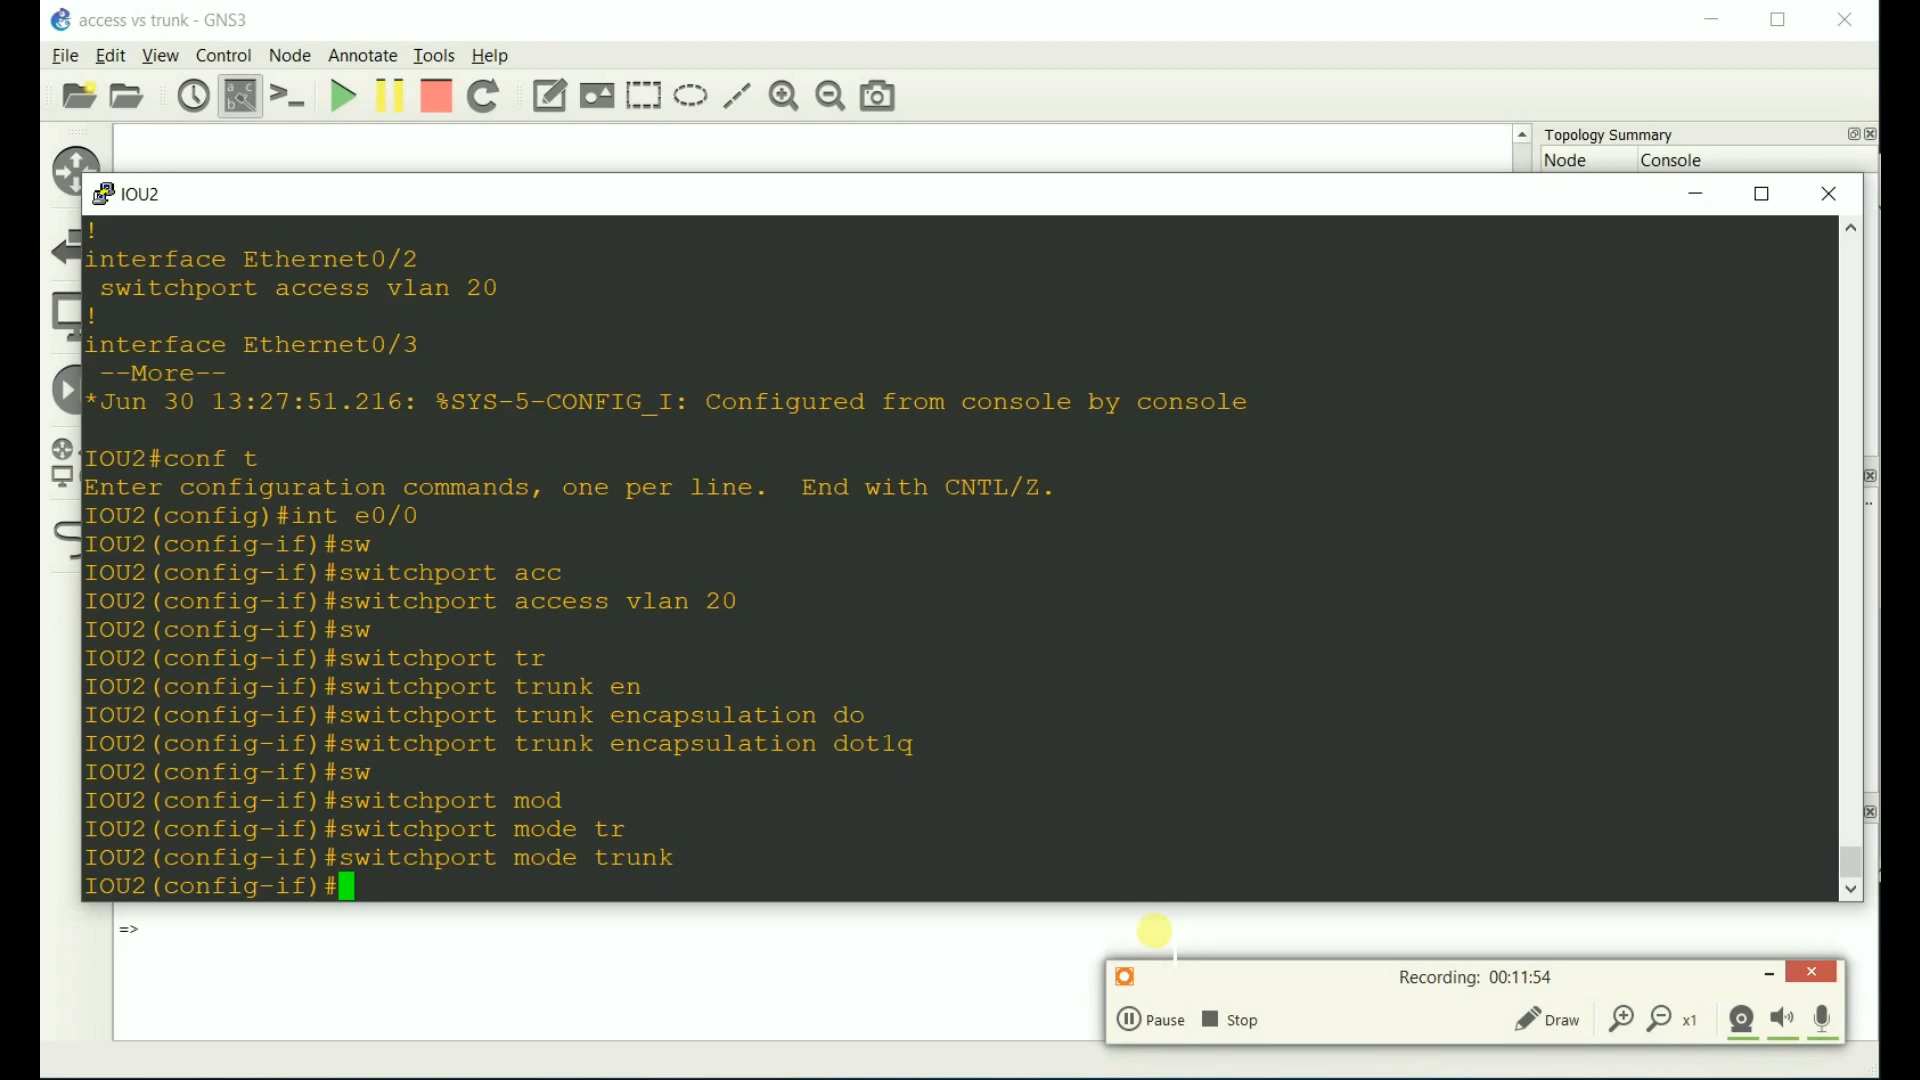 access vs trunk - GNS3
File Edit View Control Node Annotate Tools Help
Topology Summary
Node Console
IOU2
!
interface Ethernet0/2
switchport access vlan 20
!
interface Ethernet0/3
--More--
*Jun 30 13:27:51.216: %SYS-5-CONFIG_I: Configured from console by console
IOU2#conf t
Enter configuration commands, one per line.  End with CNTL/Z.
IOU2(config)#int e0/0
IOU2(config-if)#sw
IOU2(config-if)#switchport acc
IOU2(config-if)#switchport access vlan 20
IOU2(config-if)#sw
IOU2(config-if)#switchport tr
IOU2(config-if)#switchport trunk en
IOU2(config-if)#switchport trunk encapsulation do
IOU2(config-if)#switchport trunk encapsulation dot1q
IOU2(config-if)#sw
IOU2(config-if)#switchport mod
IOU2(config-if)#switchport mode tr
IOU2(config-if)#switchport mode trunk
IOU2(config-if)#
=>
Recording: 00:11:54
Pause Stop Draw x1